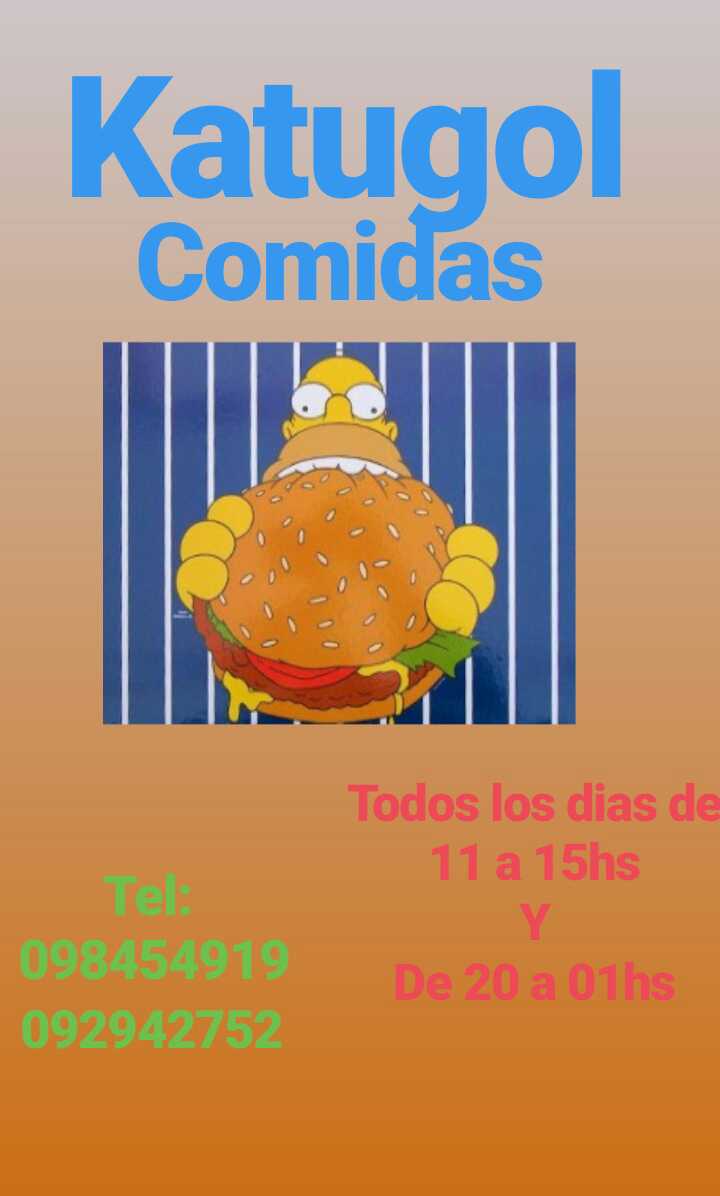 Katugol
Comidas
Todos los dias de
11 a 15hs
Y
De 20 a 01hs
Tel:
098454919
092942752